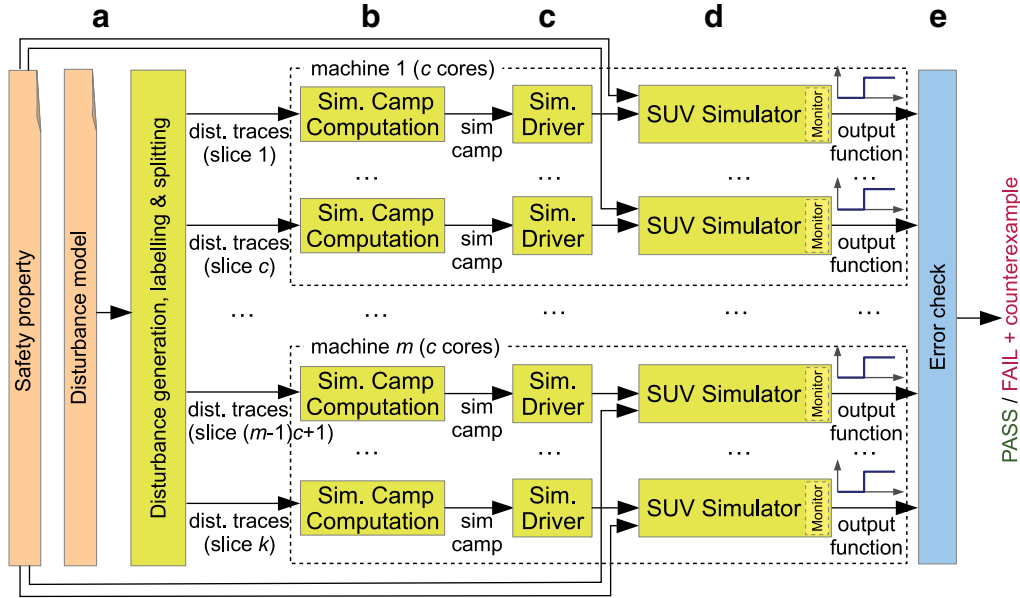 a
b
c
d
e
Safety property
Disturbance model
Disturbance generation, labelling & splitting
machine 1 (c cores)
dist. traces
(slice 1)
Sim. Camp
Computation
sim
camp
Sim.
Driver
SUV Simulator
Monitor
output
function
...
...
...
...
dist. traces
(slice c)
Sim. Camp
Computation
sim
camp
Sim.
Driver
SUV Simulator
Monitor
output
function
...
...
...
...
...
machine m (c cores)
dist. traces
(slice (m-1)c+1)
Sim. Camp
Computation
sim
camp
Sim.
Driver
SUV Simulator
Monitor
output
function
...
...
...
...
dist. traces
(slice k)
Sim. Camp
Computation
sim
camp
Sim.
Driver
SUV Simulator
Monitor
output
function
Error check
PASS / FAIL + counterexample